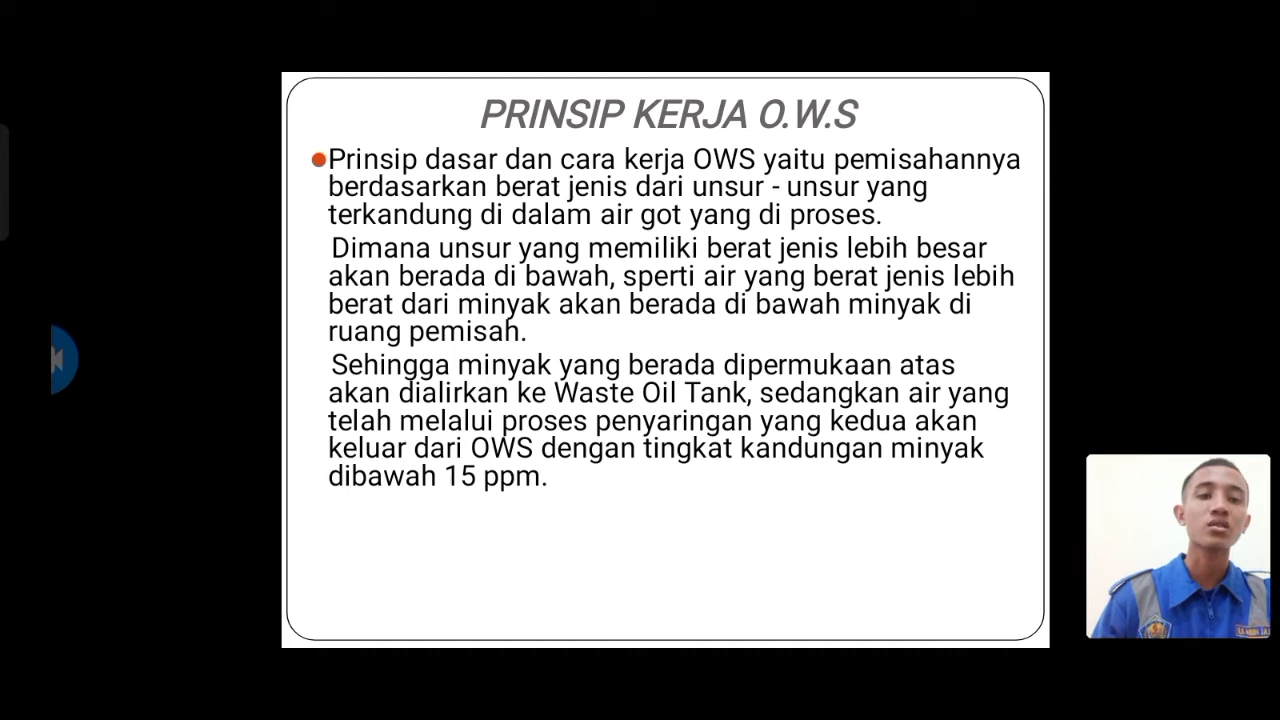 PRINSIP KERJA O.W.S
Prinsip dasar dan cara kerja OWS yaitu pemisahannya
berdasarkan berat jenis dari unsur - unsur yang
terkandung di dalam air got yang di proses.
Dimana unsur yang memiliki berat jenis lebih besar
akan berada di bawah, sperti air yang berat jenis lebih
berat dari minyak akan berada di bawah minyak di
ruang pemisah.
Sehingga minyak yang berada dipermukaan atas
akan dialirkan ke Waste Oil Tank, sedangkan air yang
telah melalui proses penyaringan yang kedua akan
keluar dari OWS dengan tingkat kandungan minyak
dibawah 15 ppm.